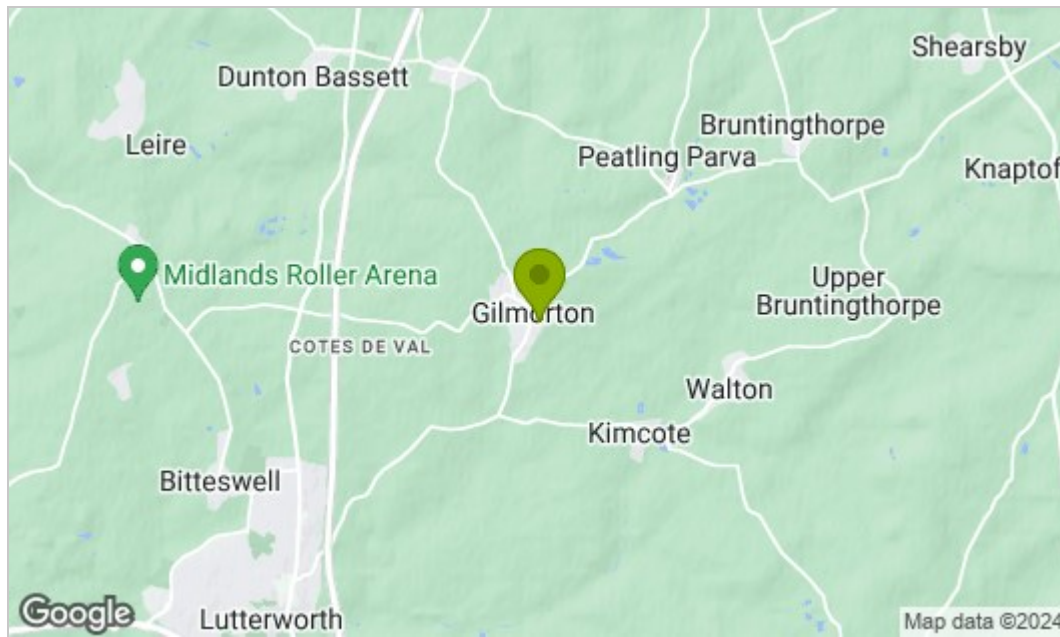 Shearsby
Dunton Bassett
Bruntingthorpe
Leire
Peatling Parva
Knaptof
Midlands Roller Arena
Upper
Bruntingthorpe
Gilmorton
COTES DE VAL
Walton
Kimcote
Bitteswell
Lutterworth
Google
Map data ©2024